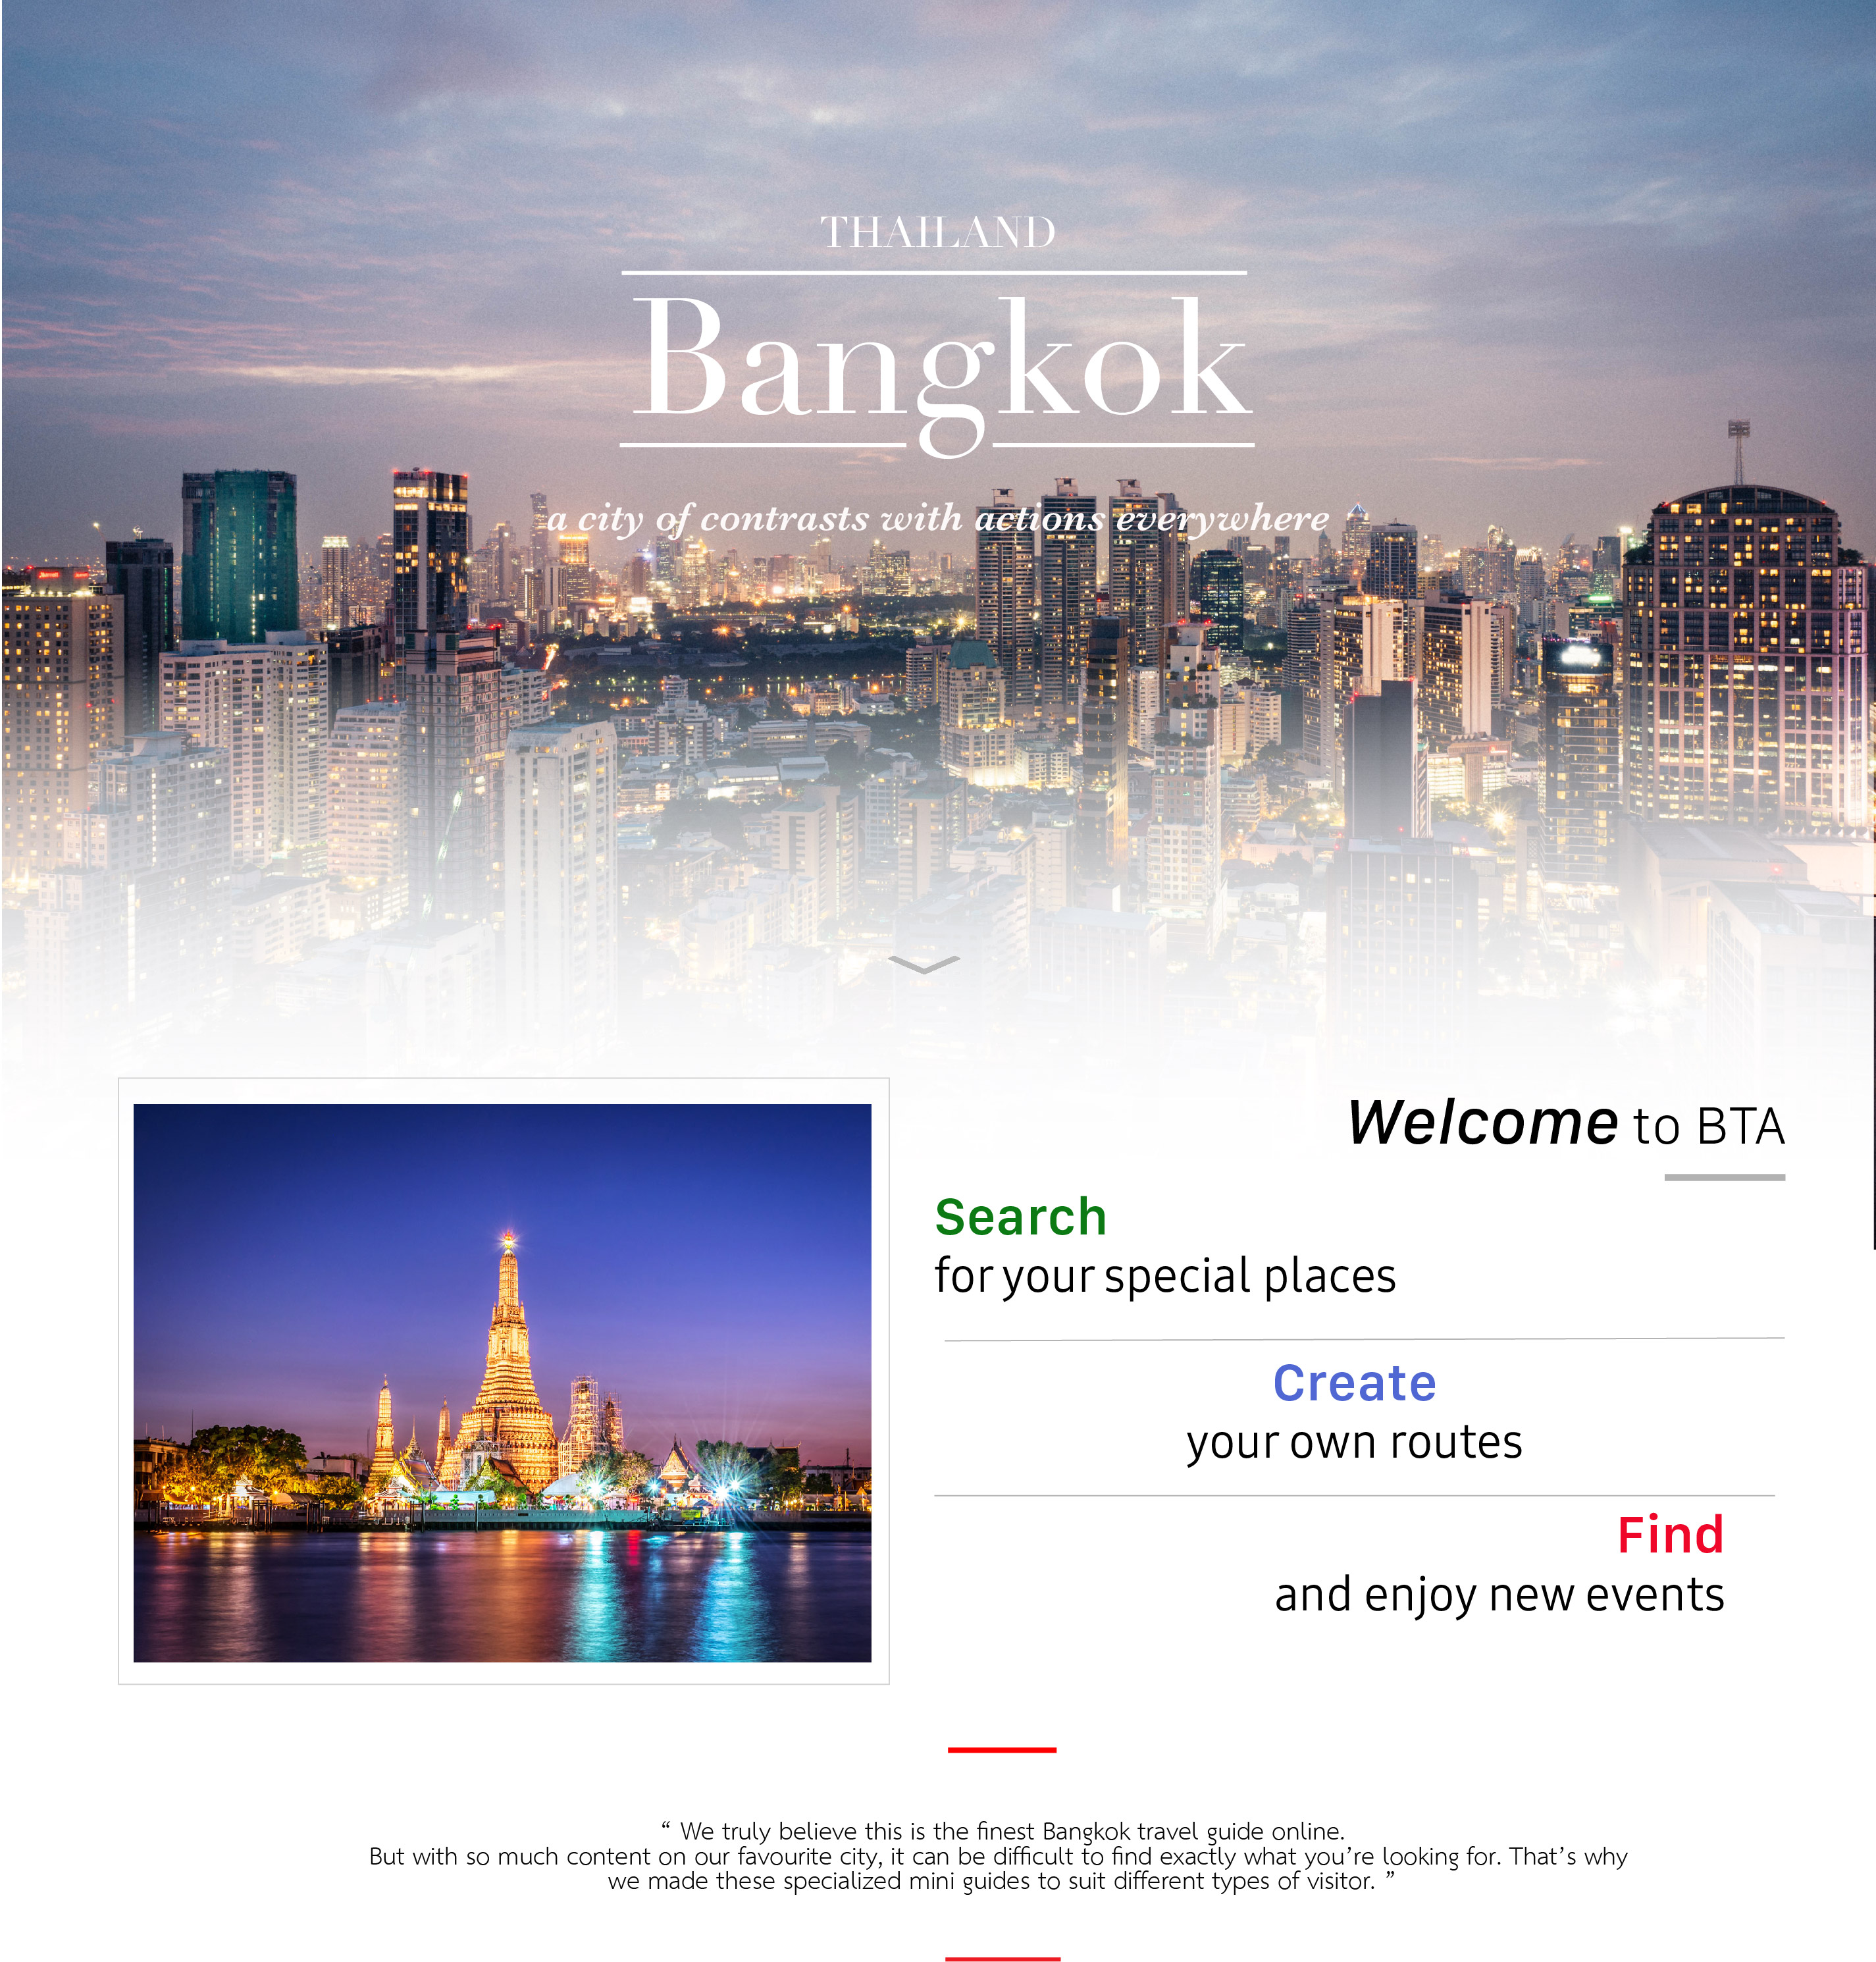 THAILAND
Bangkok
a city of contrasts with actions everywhere
Welcome to BTA
Search
for your special places
Create
your own routes
Find
and enjoy new events
“ We truly believe this is the finest Bangkok travel guide online.
But with so much content on our favourite city, it can be difficult to find exactly what you’re looking for. That’s why
we made these specialized mini guides to suit different types of visitor. ”